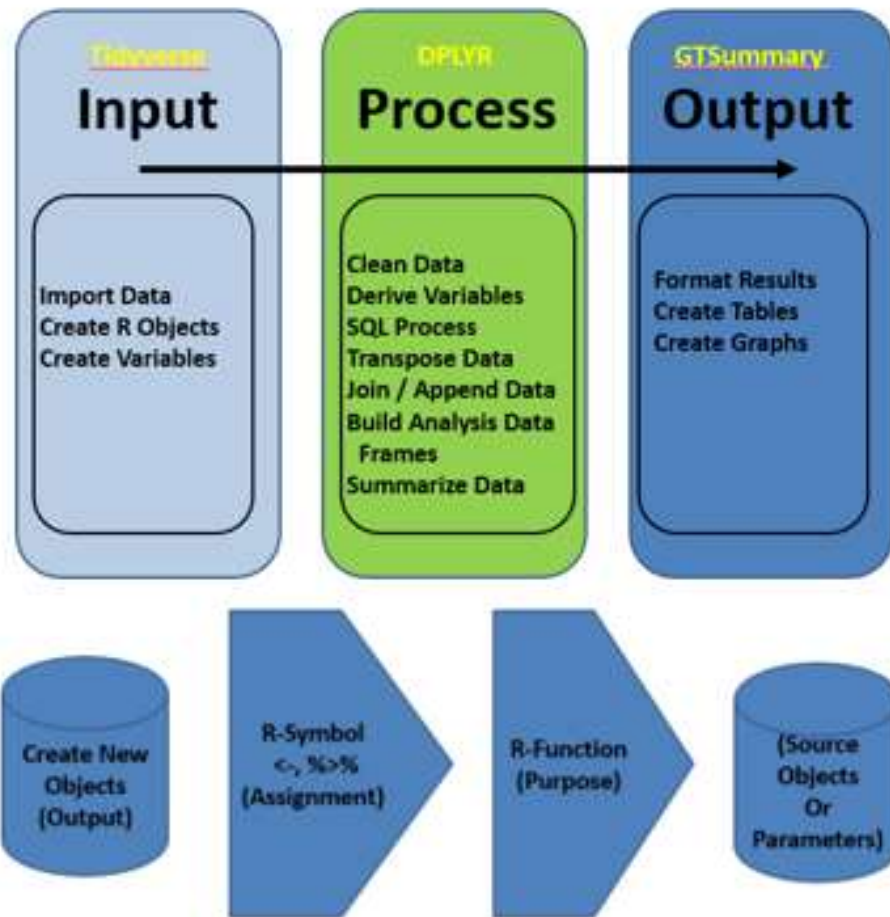 Tidyverse
Input
Import Data
Create R Objects
Create Variables
DPLYR
Process
Clean Data
Derive Variables
SQL Process
Transpose Data
Join / Append Data
Build Analysis Data
Frames
Summarize Data
GTSummary
Output
Format Results
Create Tables
Create Graphs
Create New
Objects
(Output)
R-Symbol
<-, %>%
(Assignment)
R-Function
(Purpose)
(Source
Objects
Or
Parameters)